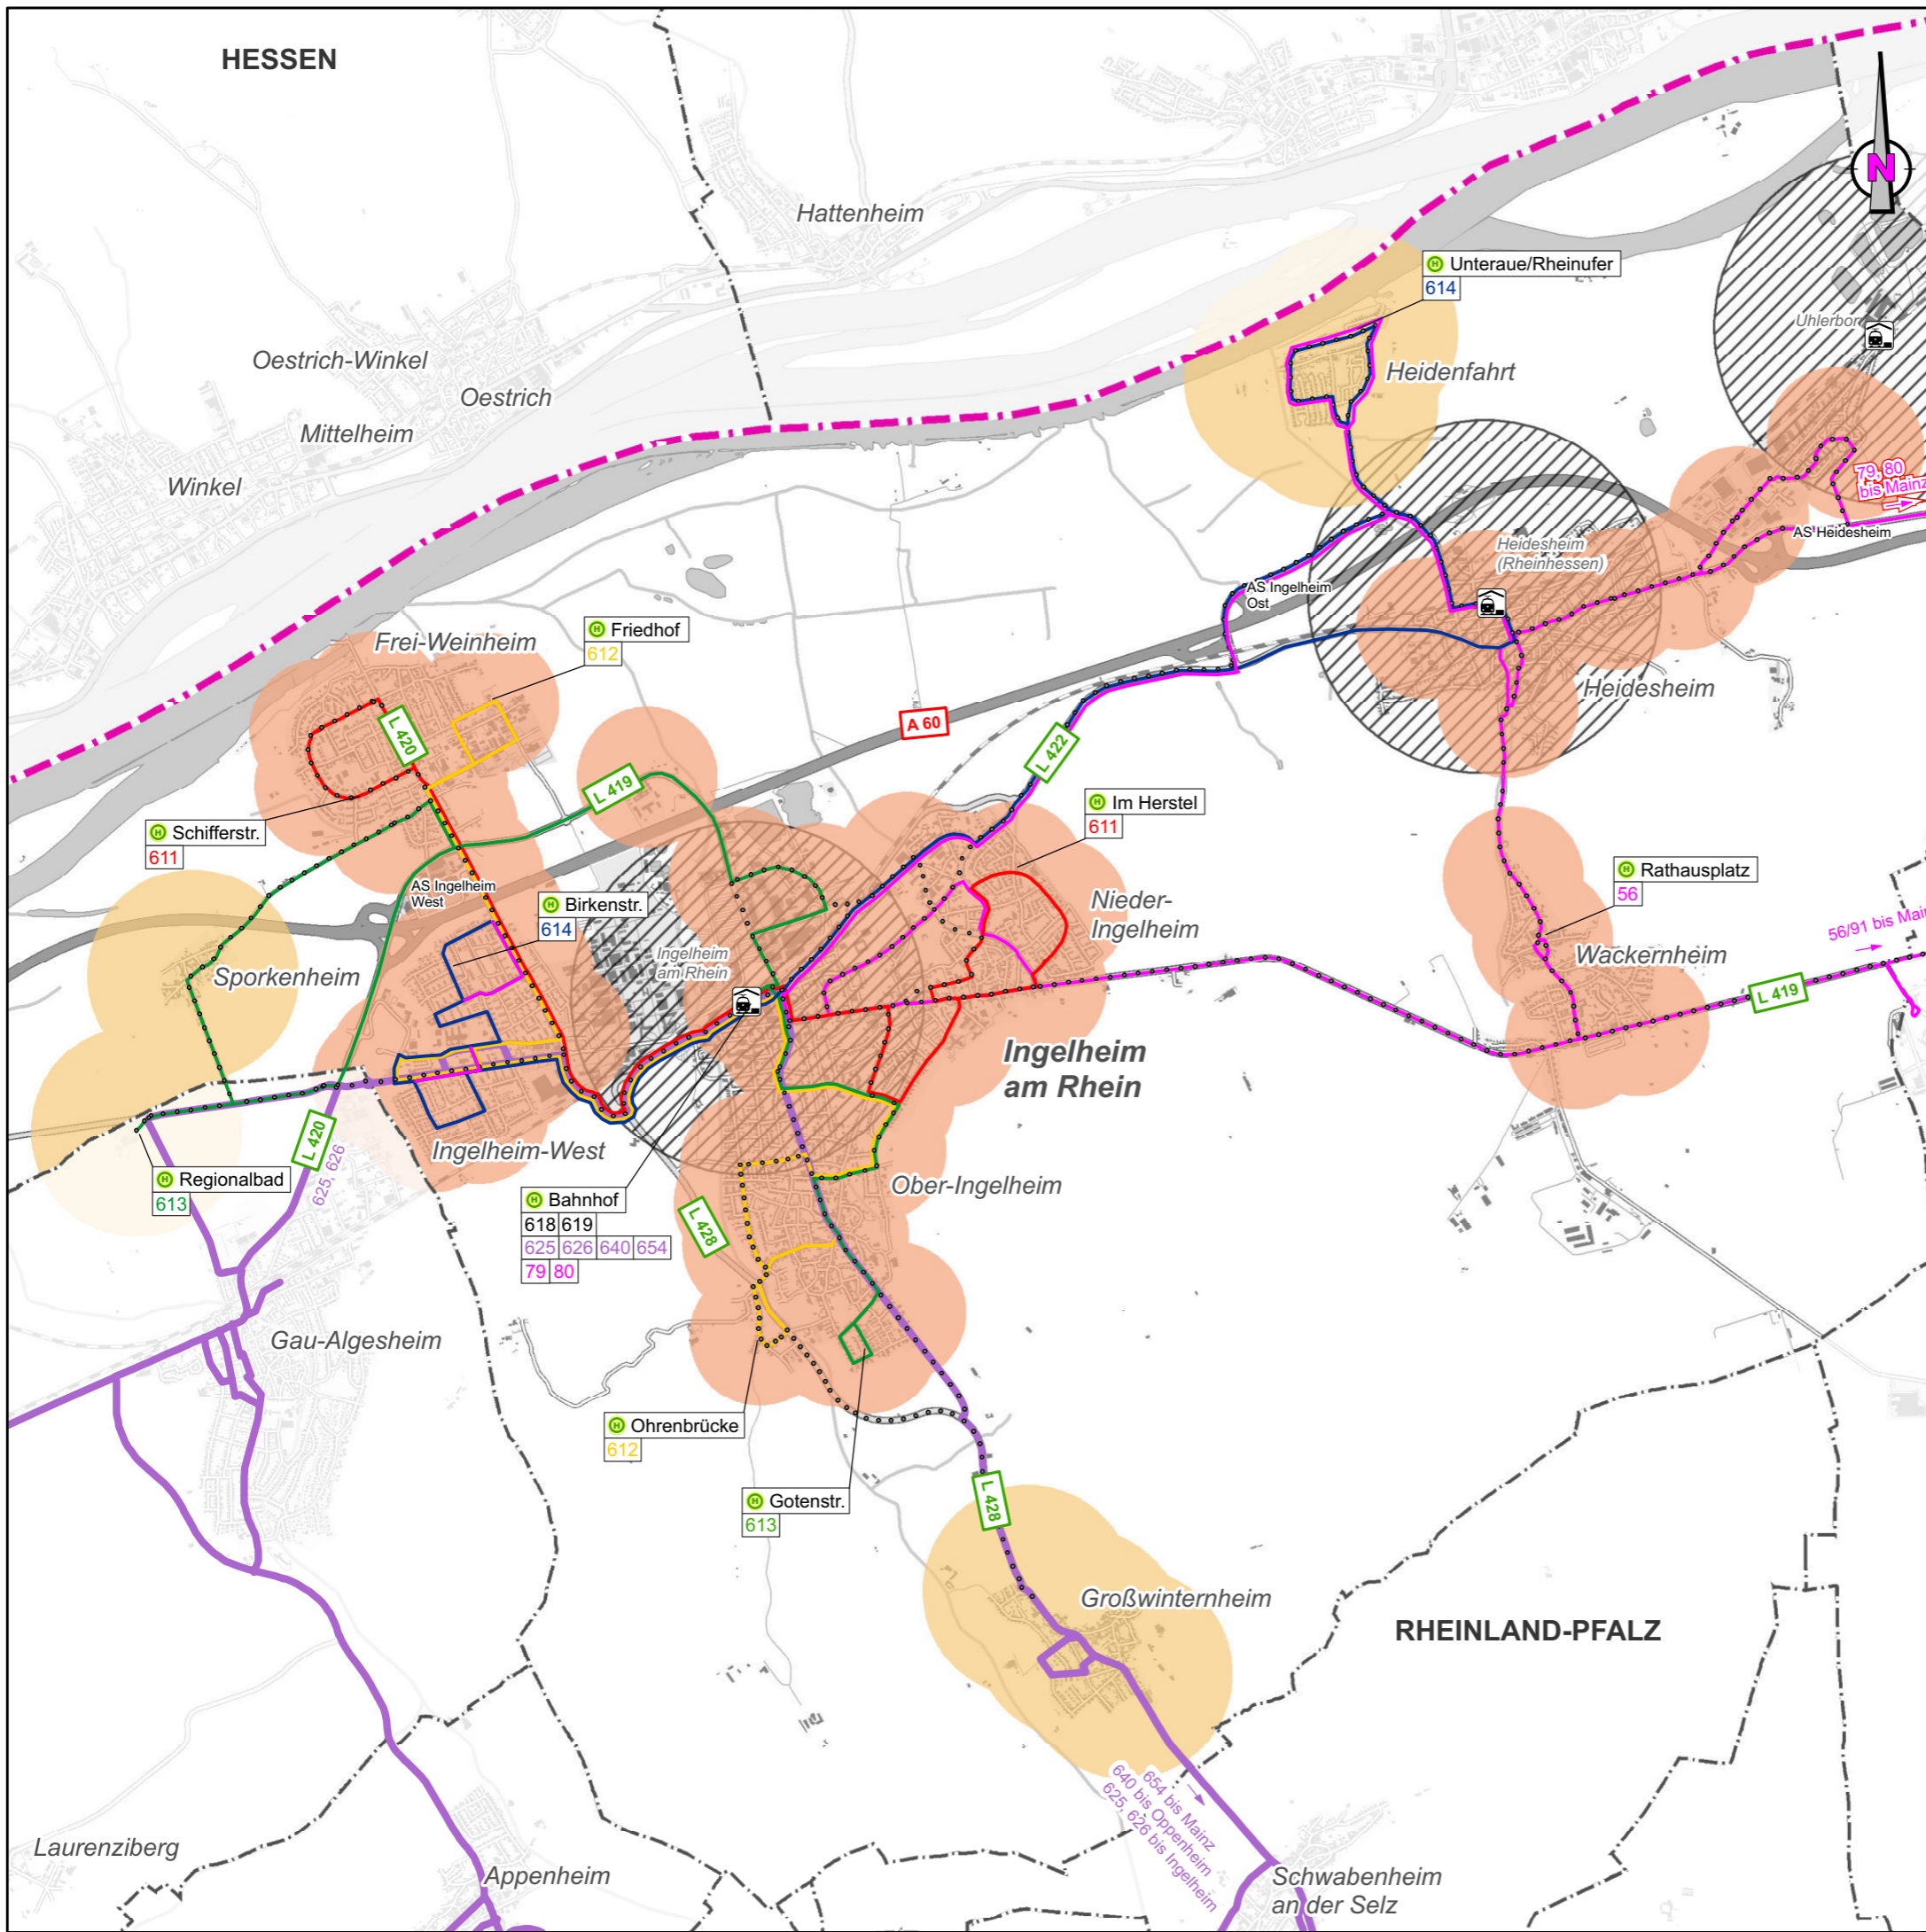 HESSEN
N
Hattenheim
H Unteraue/Rheinufer
614
Uhlerborn
Oestrich-Winkel
Oestrich
Mittelheim
Winkel
Heidenfahrt
79, 80
bis Mainz
AS Heidesheim
Heidesheim
(Rheinhessen)
AS Ingelheim
Ost
Frei-Weinheim
H Friedhof
612
Heidesheim
A 60
L 420
L 422
L 419
H Im Herstel
611
H Schifferstr.
611
H Rathausplatz
56
AS Ingelheim
West
H Birkenstr.
614
Nieder-
Ingelheim
56/91 bis Main
Ingelheim
am Rhein
Wackernheim
Sporkenheim
L 419
Ingelheim
am Rhein
L 420
625, 626
Ingelheim-West
H Regionalbad
613
H Bahnhof
618 619
625 626 640 654
79 80
L 428
Ober-Ingelheim
Gau-Algesheim
H Ohrenbrücke
612
H Gotenstr.
613
L 428
Großwinternheim
RHEINLAND-PFALZ
654 bis Mainz
640 bis Oppenheim
625, 626 bis Ingelheim
Laurenziberg
Appenheim
Schwabenheim
an der Selz